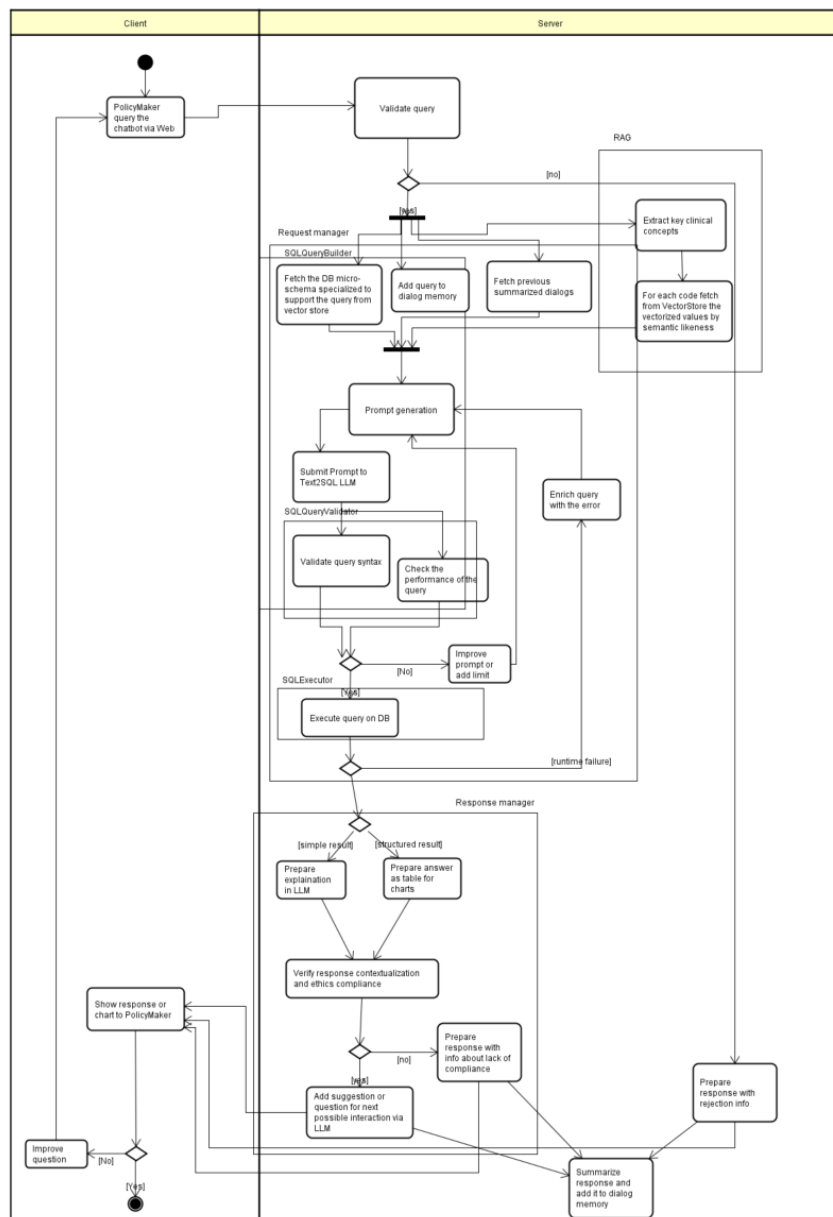 Client
Server
PolicyMaker
query the
chatbot via Web
Validate query
RAG
[no]
[yes]
Extract key clinical
concepts
Request manager
SQLQueryBuilder
Fetch the DB micro-
schema specialized to
support the query from
vector store
Add query to
dialog memory
Fetch previous
summarized dialogs
For each code fetch
from VectorStore the
vectorized values by
semantic likeness
Prompt generation
Submit Prompt to
Text2SQL LLM
Enrich query
with the error
SQLQueryValidator
Validate query syntax
Check the
performance of the
query
Improve
prompt or
add limit
[No]
SQLExecutor
[Yes]
Execute query on DB
[runtime failure]
Response manager
[simple result]
[structured result]
Prepare
explaination
in LLM
Prepare answer
as table for
charts
Verify response contextualization
and ethics compliance
Show response or
chart to PolicyMaker
Prepare
response with
info about lack of
compliance
[no]
[yes]
Add suggestion or
question for next
possible interaction via
LLM
Prepare
response with
rejection info
Improve
question
[No]
[Yes]
Summarize
response and
add it to dialog
memory